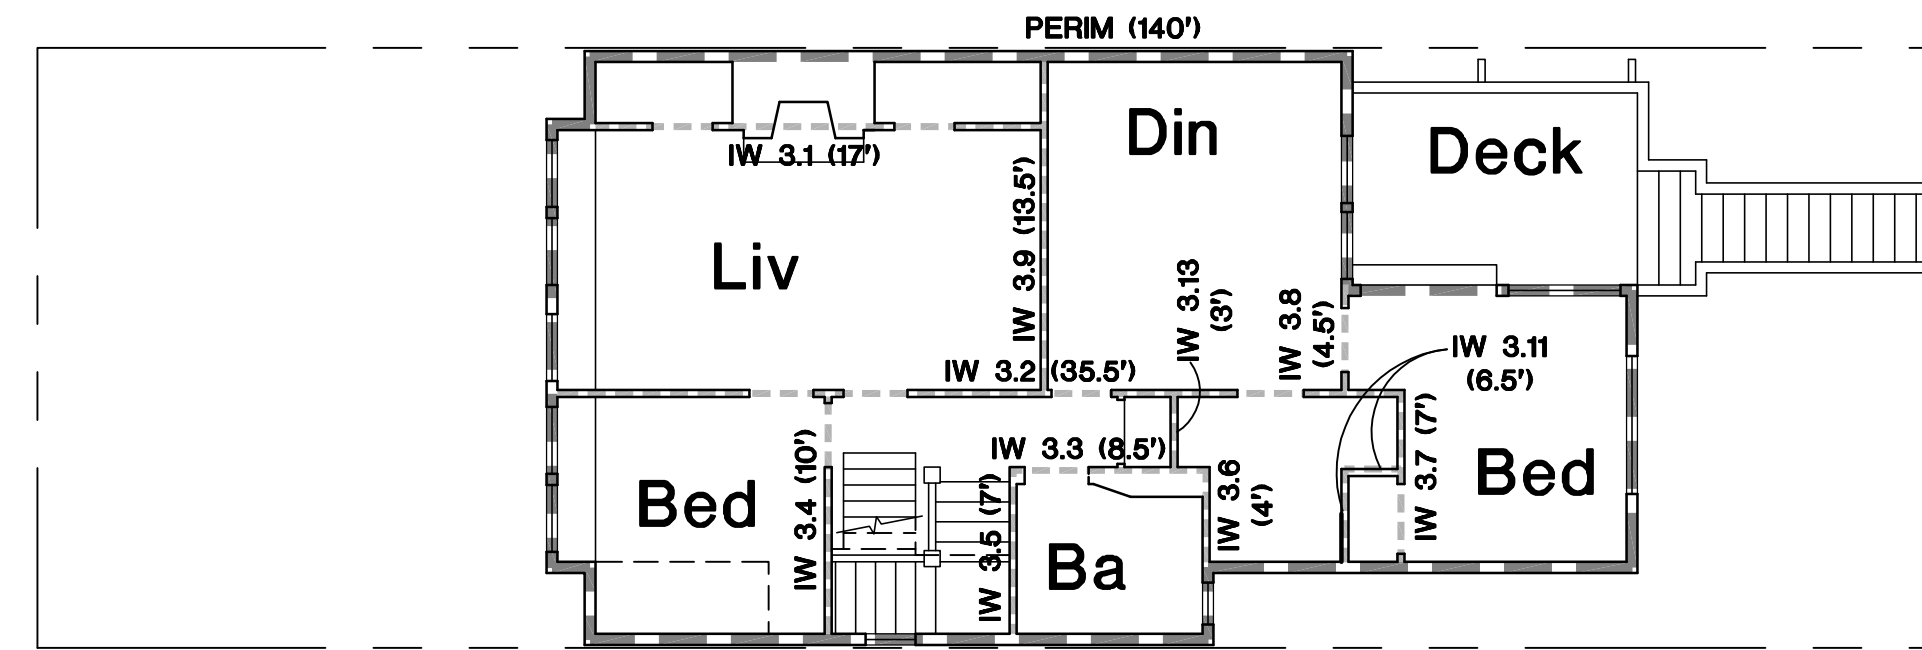 PERIM (140')
Din
Deck
IW 3.1 (17')
IW 3.9 (13.5')
Liv
IW 3.13
(3')
IW 3.8
(4.5')
IW 3.11
(6.5')
IW 3.2 (35.5')
IW 3.3 (8.5')
IW 3.7 (7')
Bed
Bed
IW 3.4 (10')
IW 3.5 (7')
IW 3.6
(4')
Ba